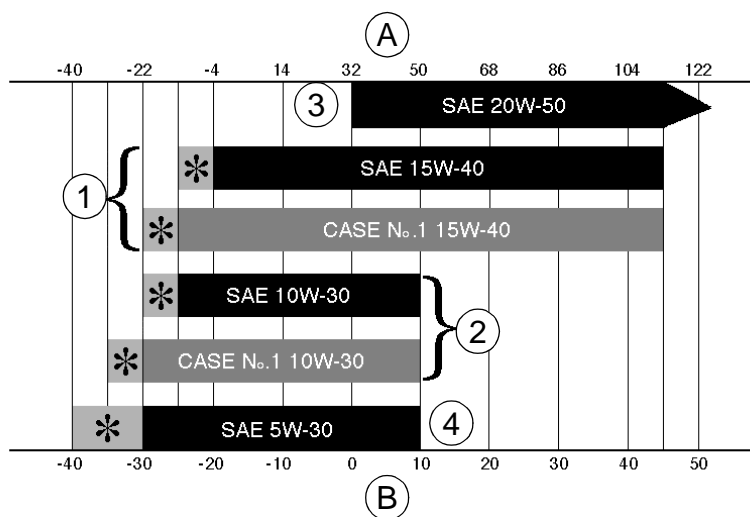 A
-40 -22 -4 14 32 50 68 86 104 122
3 SAE 20W-50
* SAE 15W-40
1
* CASE No.1 15W-40
* SAE 10W-30
2
* CASE No.1 10W-30
* SAE 5W-30 4
-40 -30 -20 -10 0 10 20 30 40 50
B